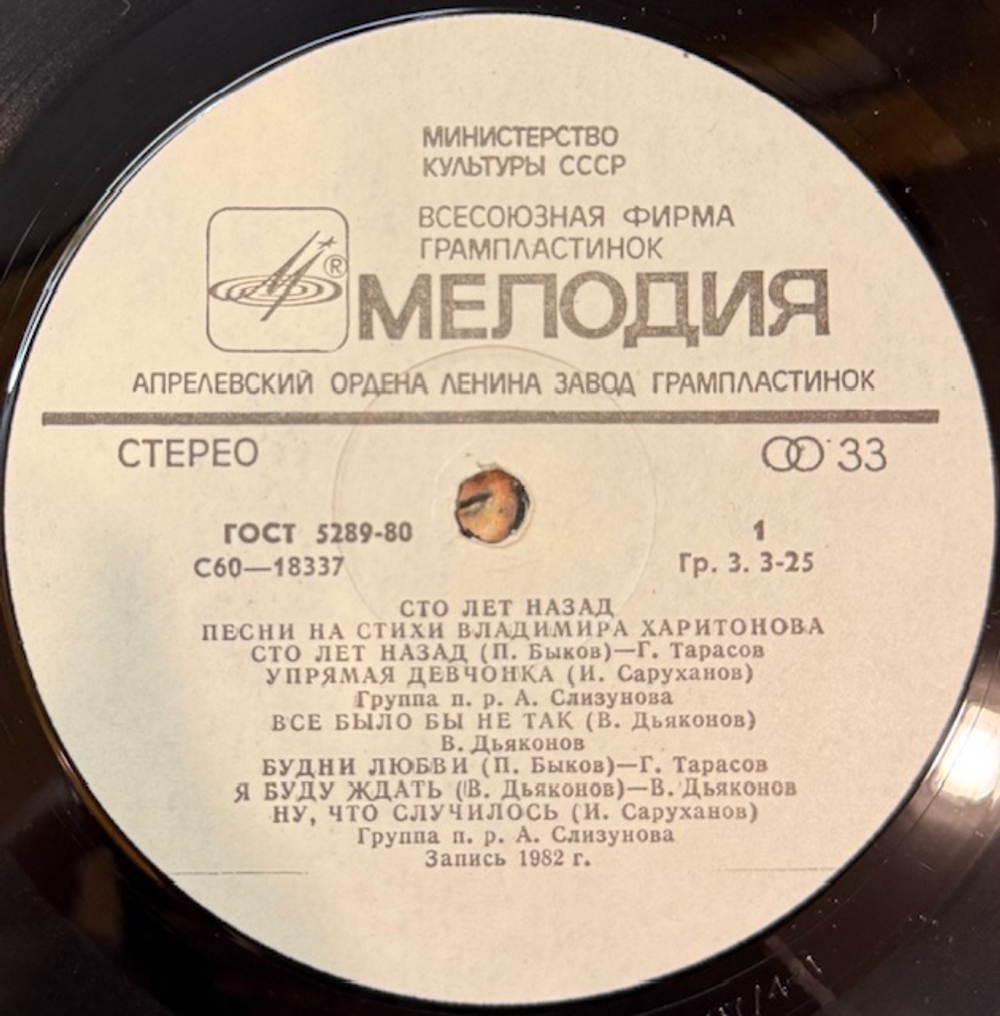 МИНИСТЕРСТВО
КУЛЬТУРЫ СССР
ВСЕСОЮЗНАЯ ФИРМА
ГРАМПЛАСТИНОК
®
МЕЛОДИЯ
АПРЕЛЕВСКИЙ ОРДЕНА ЛЕНИНА ЗАВОД ГРАМПЛАСТИНОК
СТЕРЕО 33
ГОСТ 5289-80 1
С60—18337 Гр. 3. 3-25
СТО ЛЕТ НАЗАД
ПЕСНИ НА СТИХИ ВЛАДИМИРА ХАРИТОНОВА
СТО ЛЕТ НАЗАД (П. Быков)—Г. Тарасов
УПРЯМАЯ ДЕВЧОНКА (И. Саруханов)
Группа п. р. А. Слизунова
ВСЕ БЫЛО БЫ НЕ ТАК (В. Дьяконов)
В. Дьяконов
БУДНИ ЛЮБВИ (П. Быков)—Г. Тарасов
Я БУДУ ЖДАТЬ (В. Дьяконов)—В. Дьяконов
НУ, ЧТО СЛУЧИЛОСЬ (И. Саруханов)
Группа п. р. А. Слизунова
Запись 1982 г.